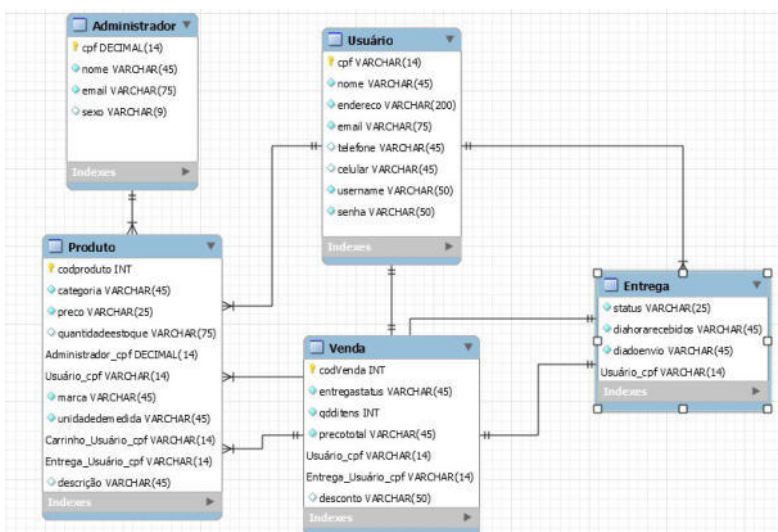 Administrador
cpf DECIMAL(14)
nome VARCHAR(45)
email VARCHAR(75)
sexo VARCHAR(9)
Indexes
Usuário
cpf VARCHAR(14)
nome VARCHAR(45)
endereco VARCHAR(200)
email VARCHAR(75)
telefone VARCHAR(45)
celular VARCHAR(45)
username VARCHAR(50)
senha VARCHAR(50)
Indexes
Produto
codproduto INT
categoria VARCHAR(45)
preco VARCHAR(25)
quantidadeestoque VARCHAR(75)
Administrador_cpf DECIMAL(14)
Usuário_cpf VARCHAR(14)
marca VARCHAR(45)
unidadedemedida VARCHAR(45)
Carrinho_Usuário_cpf VARCHAR(14)
Entrega_Usuário_cpf VARCHAR(14)
descrição VARCHAR(45)
Indexes
Venda
codVenda INT
entregastatus VARCHAR(45)
qdditens INT
precototal VARCHAR(45)
Usuário_cpf VARCHAR(14)
Entrega_Usuário_cpf VARCHAR(14)
desconto VARCHAR(50)
Indexes
Entrega
status VARCHAR(25)
diahorarecebidos VARCHAR(45)
diadoenvio VARCHAR(45)
Usuário_cpf VARCHAR(14)
Indexes